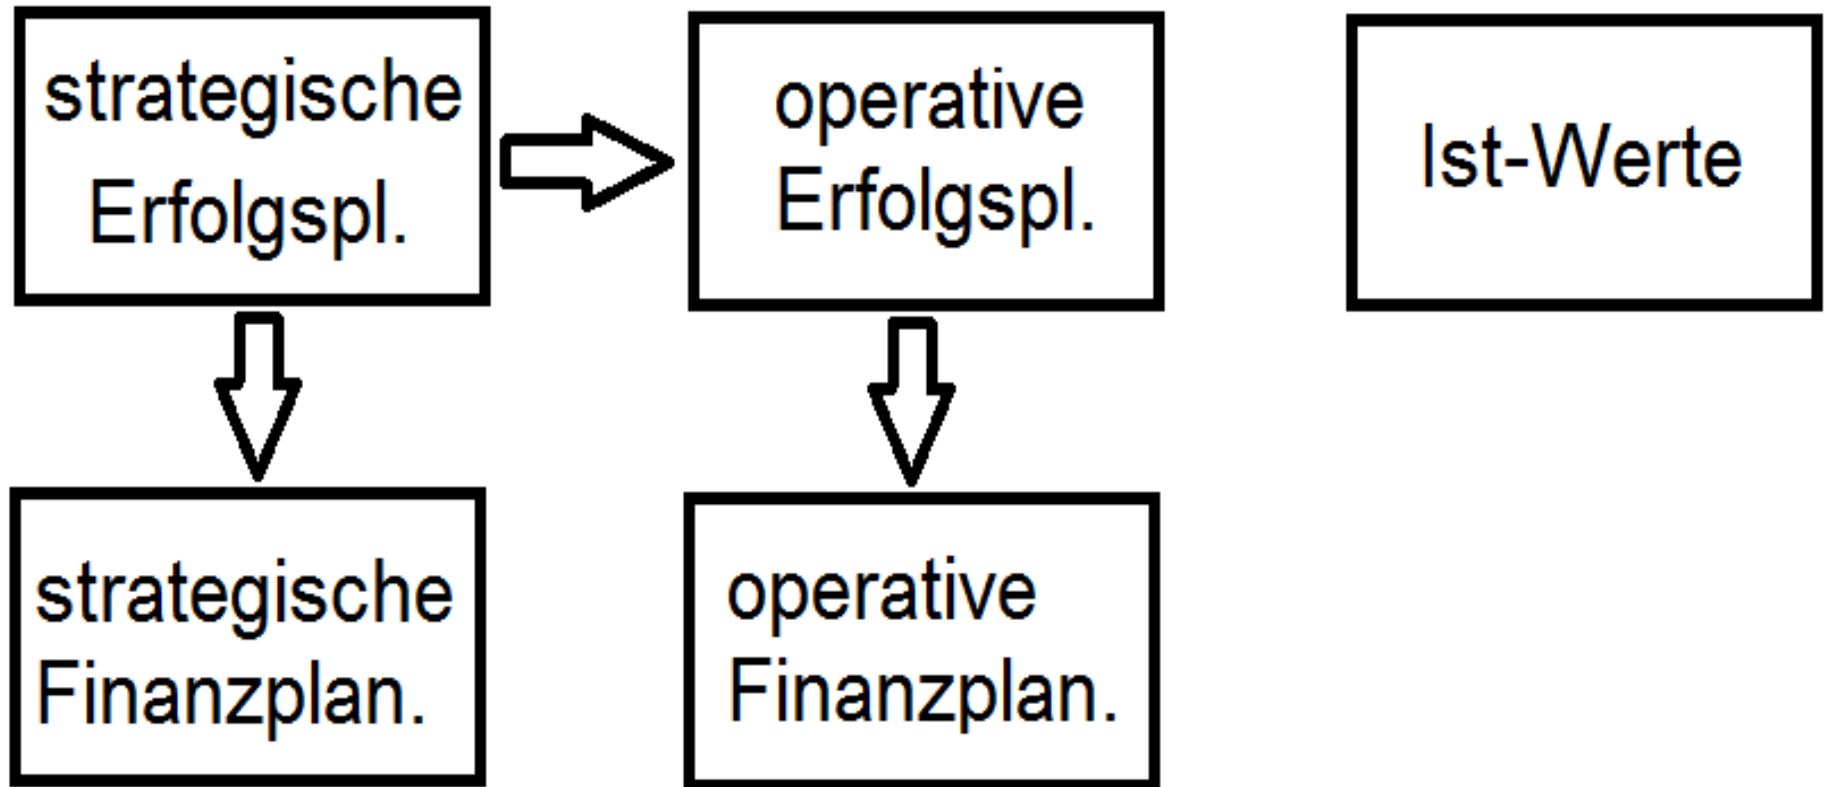 strategische
Erfolgspl.
operative
Erfolgspl.
Ist-Werte
strategische
Finanzplan.
operative
Finanzplan.